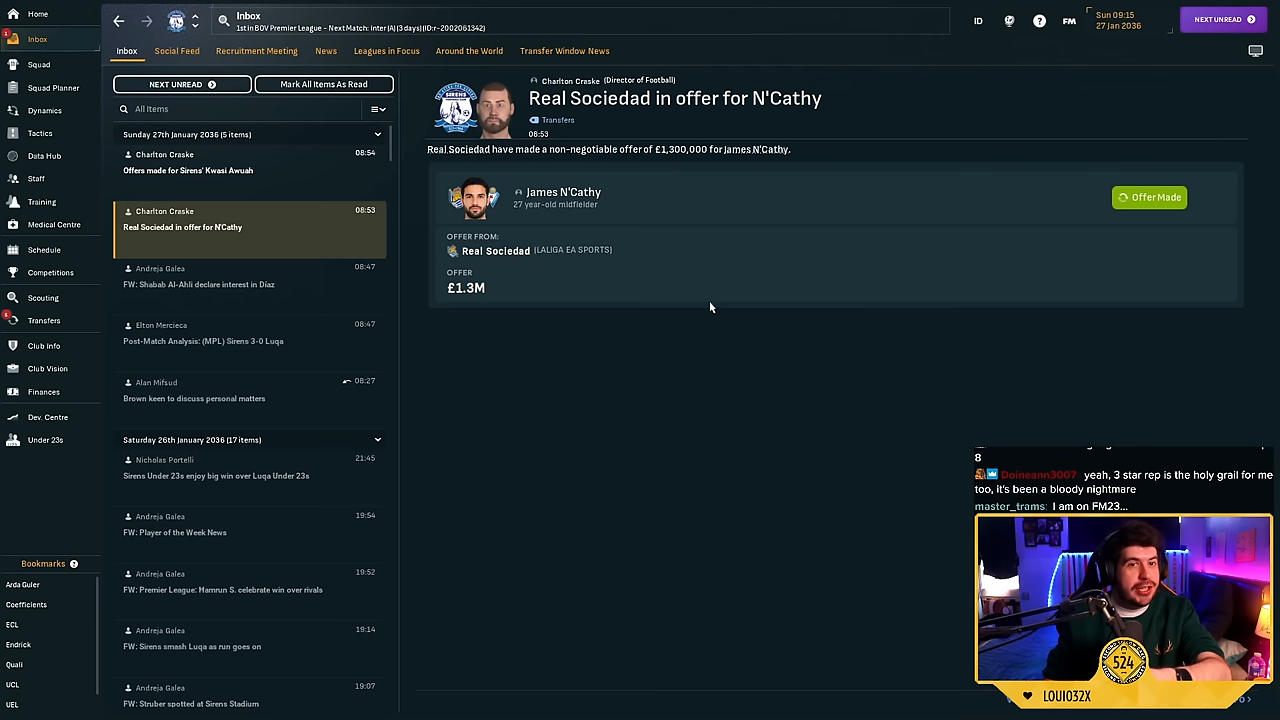 Home
Inbox
Squad
Squad Planner
Dynamics
Tactics
Data Hub
Staff
Training
Medical Centre
Schedule
Competitions
Scouting
Transfers
Club Info
Club Vision
Finances
Dev. Centre
Under 23s
Bookmarks
Arda Guler
Coefficients
ECL
Endrick
Quali
UCL
UEL
Inbox
1st in BOV Premier League - Next Match: Inter (A) (3 days) (ID:r-2002061342)
ID
FM
Sun 09:15
27 Jan 2036
NEXT UNREAD
Inbox
Social Feed
Recruitment Meeting
News
Leagues in Focus
Around the World
Transfer Window News
NEXT UNREAD
Mark All Items As Read
All Items
Sunday 27th January 2036 (5 items)
Charlton Craske 08:54
Offers made for Sirens' Kwasi Awuah
Charlton Craske 08:53
Real Sociedad in offer for N'Cathy
Andreja Galea 08:47
FW: Shabab Al-Ahli declare interest in Díaz
Elton Mercieca 08:47
Post-Match Analysis: (MPL) Sirens 3-0 Luqa
Alan Mifsud 08:27
Brown keen to discuss personal matters
Saturday 26th January 2036 (17 items)
Nicholas Portelli 21:45
Sirens Under 23s enjoy big win over Luqa Under 23s
Andreja Galea 19:54
FW: Player of the Week News
Andreja Galea 19:52
FW: Premier League: Hamrun S. celebrate win over rivals
Andreja Galea 19:14
FW: Sirens smash Luqa as run goes on
Andreja Galea 19:07
FW: Struber spotted at Sirens Stadium
SIRENS
Charlton Craske (Director of Football)
Real Sociedad in offer for N'Cathy
Transfers
08:53
Real Sociedad have made a non-negotiable offer of £1,300,000 for James N'Cathy.
James N'Cathy
27 year-old midfielder
Offer Made
OFFER FROM:
Real Sociedad (LALIGA EA SPORTS)
OFFER
£1.3M
8
Doineann3007 yeah, 3 star rep is the holy grail for me
too, it's been a bloody nightmare
master_trams: I am on FM23...
524
LOUIO32X